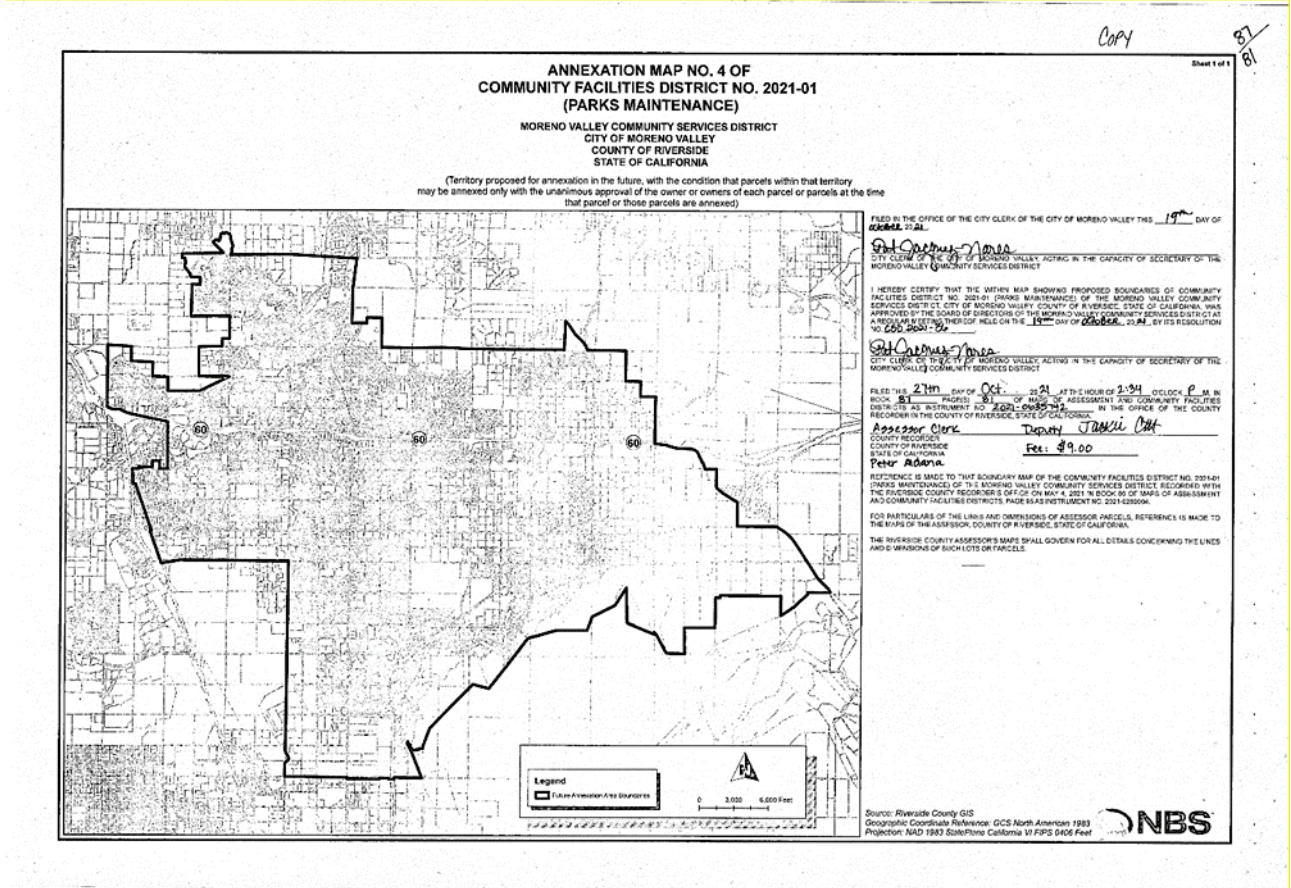 COPY
87
81
Sheet 1 of 1
ANNEXATION MAP NO. 4 OF
COMMUNITY FACILITIES DISTRICT NO. 2021-01
(PARKS MAINTENANCE)
MORENO VALLEY COMMUNITY SERVICES DISTRICT
CITY OF MORENO VALLEY
COUNTY OF RIVERSIDE
STATE OF CALIFORNIA
(Territory proposed for annexation in the future, with the condition that parcels within that territory
may be annexed only with the unanimous approval of the owner or owners of each parcel or parcels at the time
that parcel or those parcels are annexed)
FILED IN THE OFFICE OF THE CITY CLERK OF THE CITY OF MORENO VALLEY THIS 19th DAY OF
October, 2021.
CITY CLERK OF THE CITY OF MORENO VALLEY, ACTING IN THE CAPACITY OF SECRETARY OF THE
MORENO VALLEY COMMUNITY SERVICES DISTRICT
I HEREBY CERTIFY THAT THE WITHIN MAP SHOWING PROPOSED BOUNDARIES OF COMMUNITY
FACILITIES DISTRICT NO. 2021-01 (PARKS MAINTENANCE) OF THE MORENO VALLEY COMMUNITY
SERVICES DISTRICT, CITY OF MORENO VALLEY COUNTY OF RIVERSIDE, STATE OF CALIFORNIA, WAS
APPROVED BY THE BOARD OF DIRECTORS OF THE MORENO VALLEY COMMUNITY SERVICES DISTRICT AT
A REGULAR MEETING THEREOF, HELD ON THE 19th DAY OF October, 2021, BY ITS RESOLUTION
NO. CSD 2021-
CITY CLERK OF THE CITY OF MORENO VALLEY, ACTING IN THE CAPACITY OF SECRETARY OF THE
MORENO VALLEY COMMUNITY SERVICES DISTRICT
FILED THIS 27th DAY OF Oct., 2021 AT THE HOUR OF 2:34 O'CLOCK P.M. IN
BOOK 87 PAGE(S) 81 OF MAPS OF ASSESSMENT AND COMMUNITY FACILITIES
DISTRICTS AS INSTRUMENT NO. 2021-0635742 IN THE OFFICE OF THE COUNTY
RECORDER IN THE COUNTY OF RIVERSIDE, STATE OF CALIFORNIA.
Assessor Clerk Deputy
COUNTY RECORDER
COUNTY OF RIVERSIDE
STATE OF CALIFORNIA
Fee: $9.00
Peter Aldana
REFERENCE IS MADE TO THAT BOUNDARY MAP OF THE COMMUNITY FACILITIES DISTRICT NO. 2021-01
(PARKS MAINTENANCE) OF THE MORENO VALLEY COMMUNITY SERVICES DISTRICT, RECORDED WITH
THE RIVERSIDE COUNTY RECORDER'S OFFICE ON MAY 4, 2021 IN BOOK 86 OF MAPS OF ASSESSMENT
AND COMMUNITY FACILITIES DISTRICTS, PAGE AS INSTRUMENT NO.
FOR PARTICULARS OF THE LINES AND DIMENSIONS OF ASSESSOR PARCELS, REFERENCE IS MADE TO
THE MAPS OF THE ASSESSOR, COUNTY OF RIVERSIDE, STATE OF CALIFORNIA.
THE RIVERSIDE COUNTY ASSESSOR'S MAPS SHALL GOVERN FOR ALL DETAILS CONCERNING THE LINES
AND DIMENSIONS OF SUCH LOTS OR PARCELS.
60
60
60
Legend
Future Annexation Area Boundaries
0 3,000 6,000 Feet
Source: Riverside County GIS
Geographic Coordinate Reference: GCS North American 1983
Projection: NAD 1983 StatePlane California VI FIPS 0406 Feet
NBS